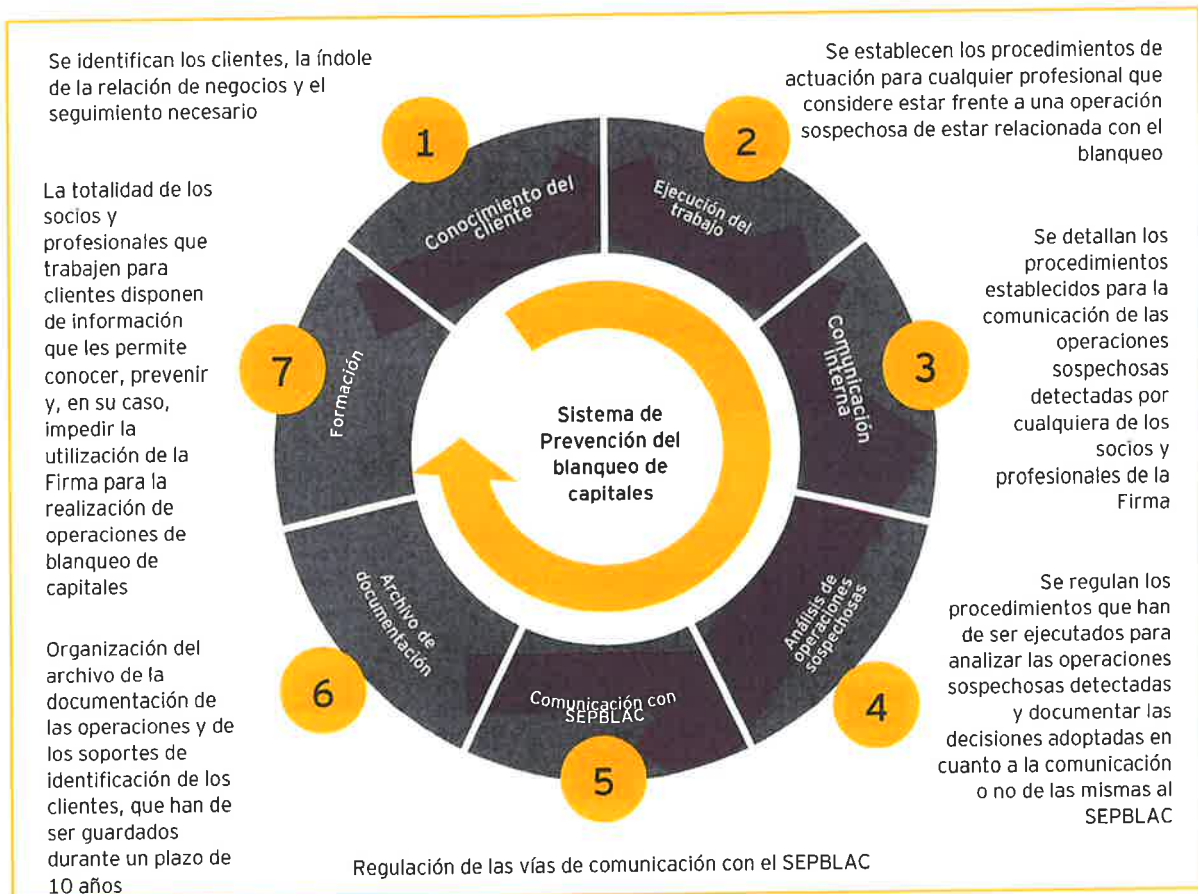 Se identifican los clientes, la índole
de la relación de negocios y el
seguimiento necesario
1
Conocimiento del
cliente
Se establecen los procedimientos de
actuación para cualquier profesional que
considere estar frente a una operación
sospechosa de estar relacionada con el
blanqueo
2
Ejecución del
trabajo
Se detallan los
procedimientos
establecidos para la
comunicación de las
operaciones
sospechosas
detectadas por
cualquiera de los
socios y
profesionales de la
Firma
3
Comunicación
interna
Se regulan los
procedimientos que han
de ser ejecutados para
analizar las operaciones
sospechosas detectadas
y documentar las
decisiones adoptadas en
cuanto a la comunicación
o no de las mismas al
SEPBLAC
4
Análisis de
operaciones
sospechosas
5
Comunicación con
SEPBLAC
Regulación de las vías de comunicación con el SEPBLAC
6
Archivo de
documentación
Organización del
archivo de la
documentación de
las operaciones y de
los soportes de
identificación de los
clientes, que han de
ser guardados
durante un plazo de
10 años
7
Formación
La totalidad de los
socios y
profesionales que
trabajen para
clientes disponen
de información
que les permite
conocer, prevenir
y, en su caso,
impedir la
utilización de la
Firma para la
realización de
operaciones de
blanqueo de
capitales
Sistema de
Prevención del
blanqueo de
capitales